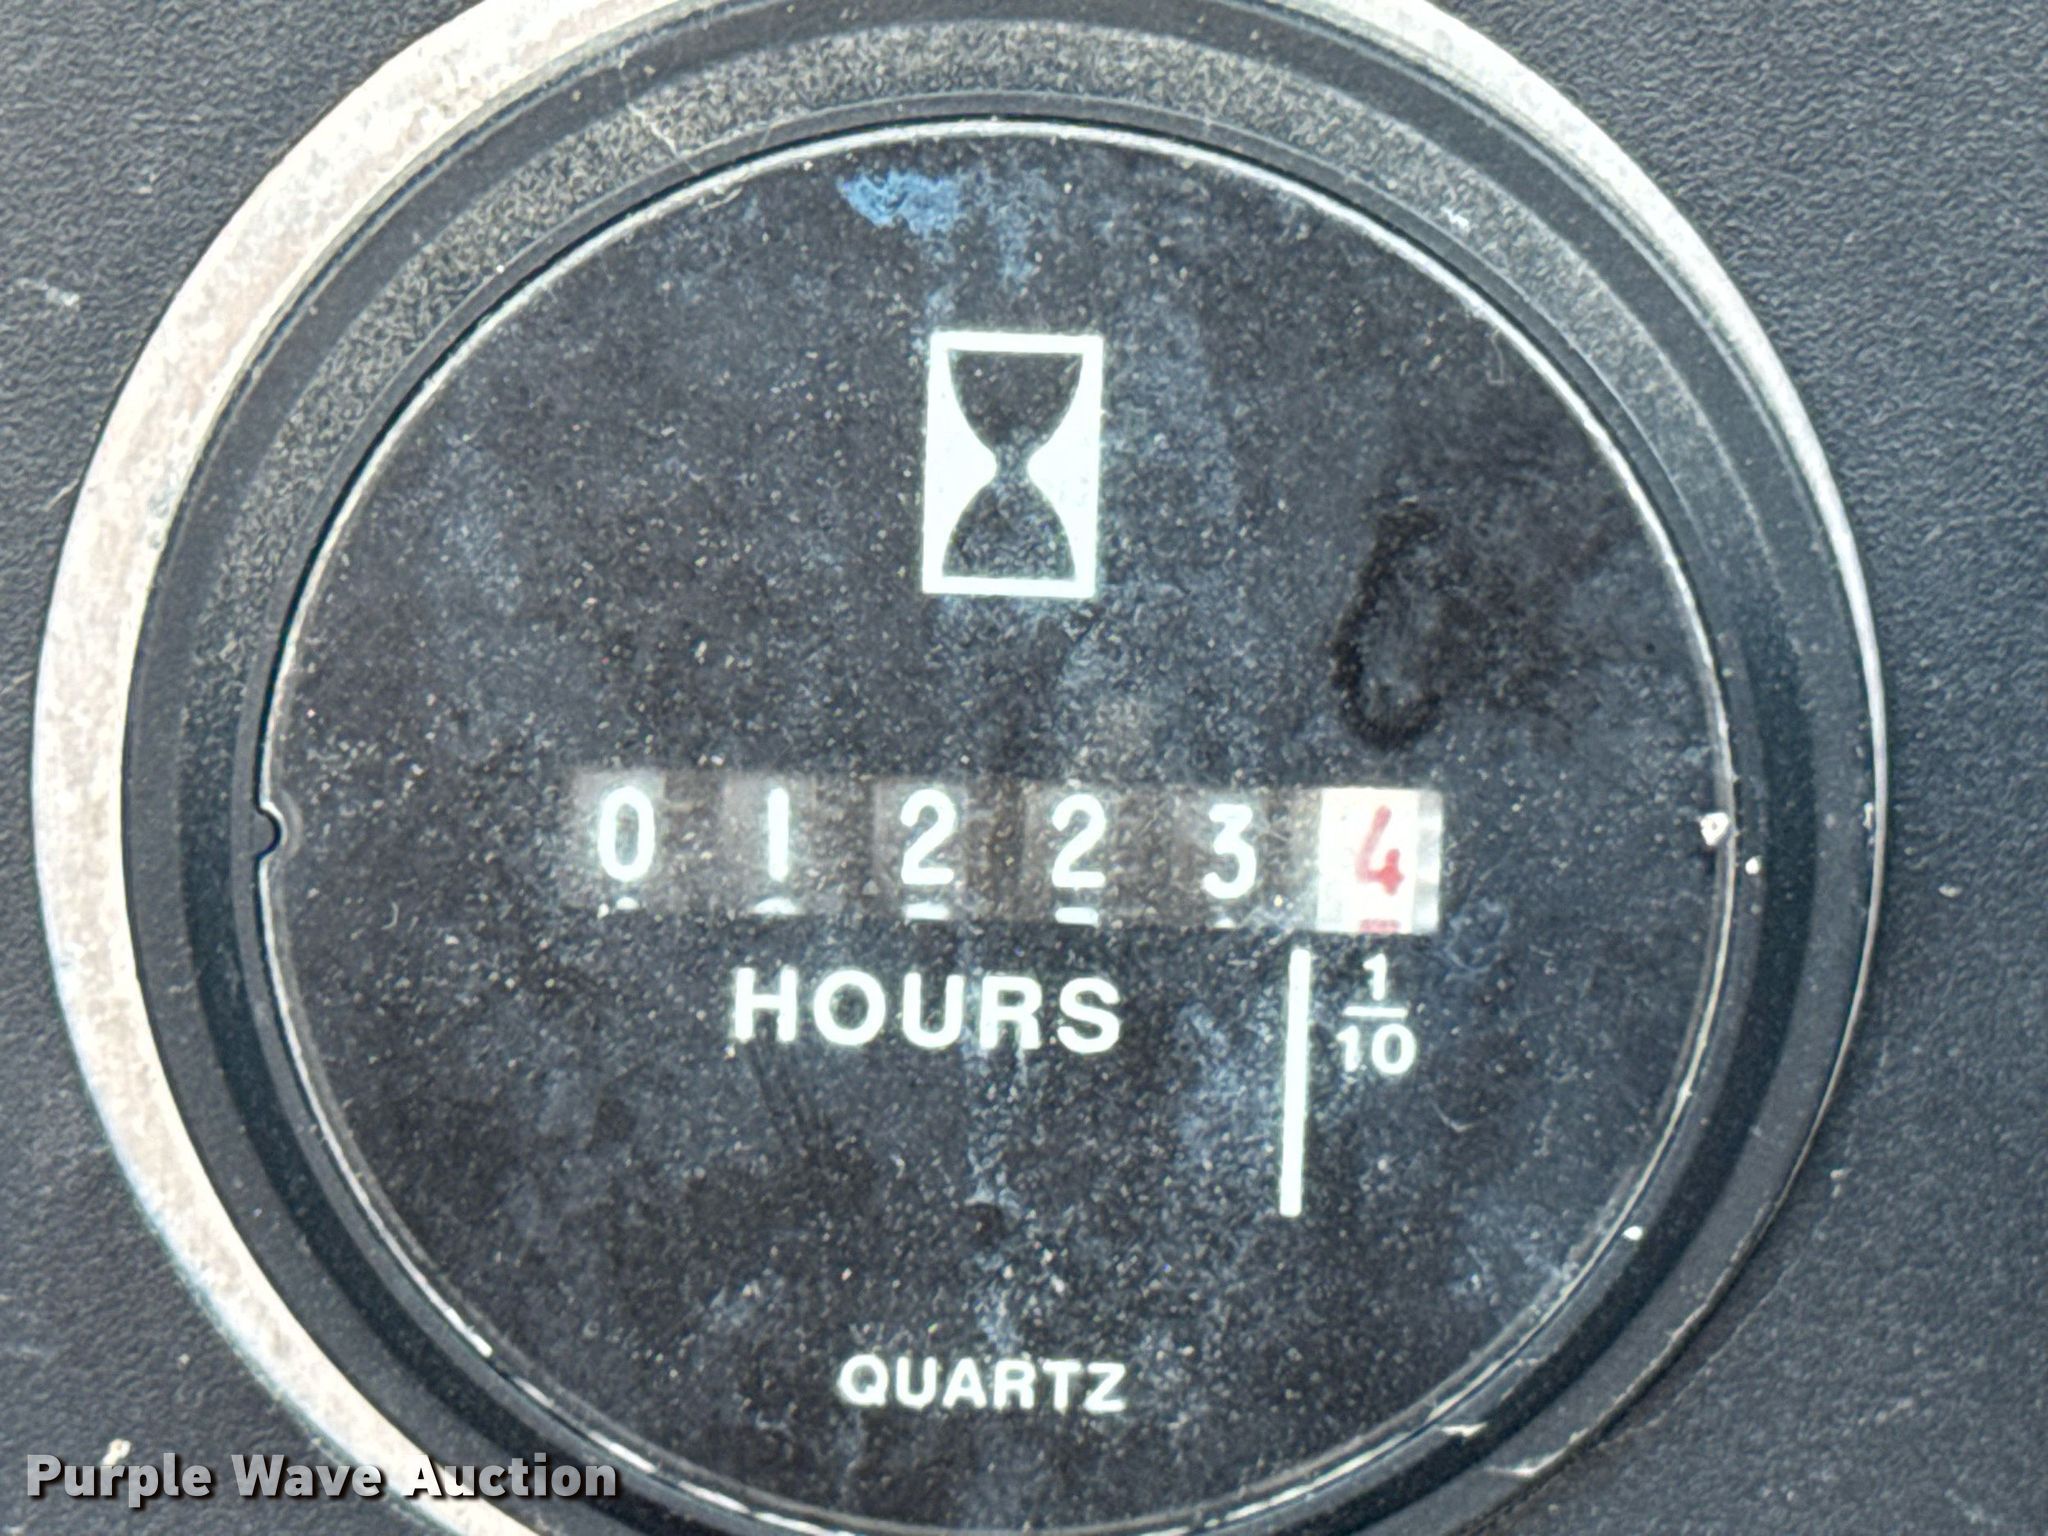 012234
HOURS
1/10
QUARTZ
Purple Wave Auction